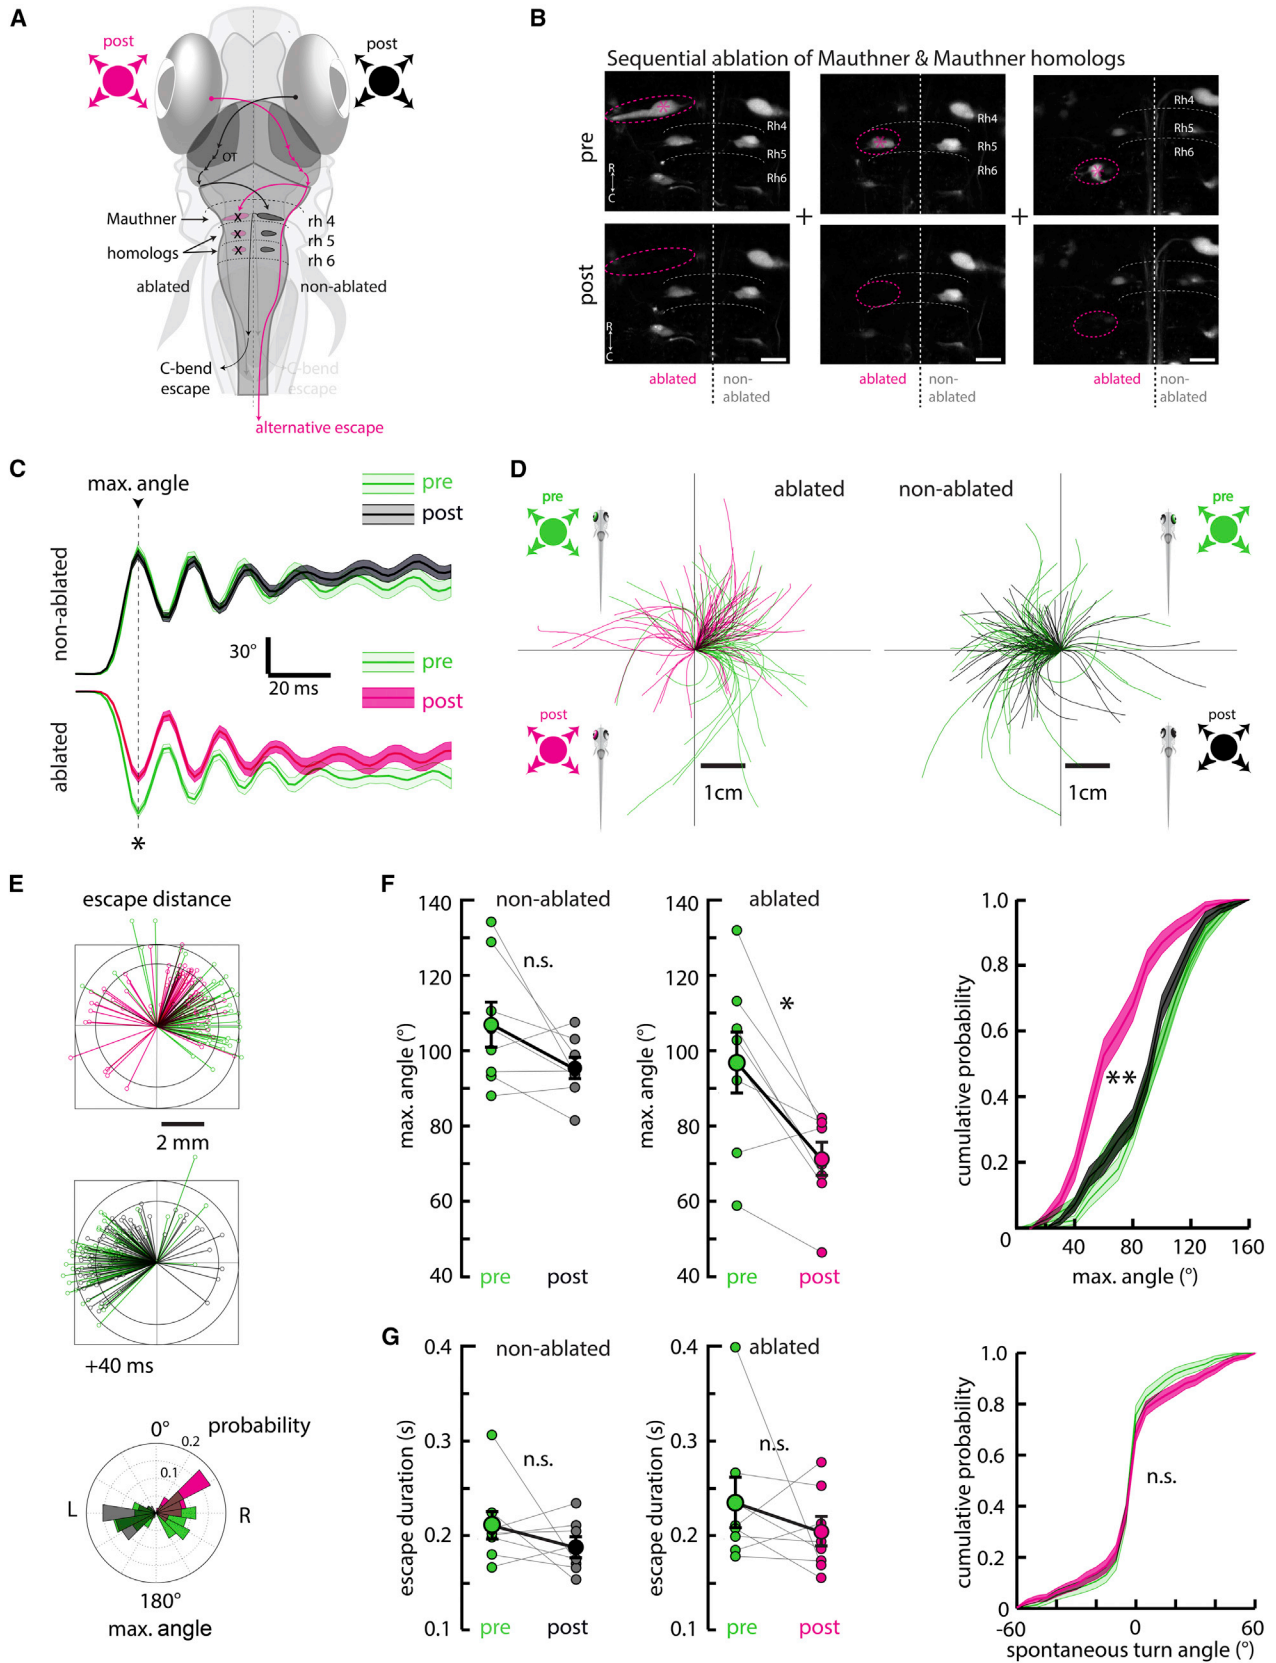 A
post
post
OT
Mauthner
homologs
rh 4
rh 5
rh 6
ablated
non-ablated
C-bend
escape
C-bend
escape
alternative escape
B
Sequential ablation of Mauthner & Mauthner homologs
pre
post
Rh4
Rh5
Rh6
R
C
Rh4
Rh5
Rh6
Rh4
Rh5
Rh6
+
+
R
C
ablated
non-
ablated
ablated
non-
ablated
ablated
non-
ablated
C
max. angle
pre
post
non-ablated
30°
20 ms
pre
post
ablated
*
D
ablated
non-ablated
pre
pre
post
post
1cm
1cm
E
escape distance
2 mm
+40 ms
0°
probability
0.2
0.1
L
R
180°
max. angle
F
non-ablated
n.s.
max. angle (°)
140
120
100
80
60
40
pre
post
ablated
*
max. angle (°)
140
120
100
80
60
40
pre
post
cumulative probability
1.0
0.8
0.6
0.4
0.2
0
**
40
80
120
160
max. angle (°)
G
non-ablated
n.s.
escape duration (s)
0.4
0.3
0.2
0.1
pre
post
ablated
n.s.
escape duration (s)
0.4
0.3
0.2
0.1
pre
post
cumulative probability
1.0
0.8
0.6
0.4
0.2
0
n.s.
-60
0
60
spontaneous turn angle (°)